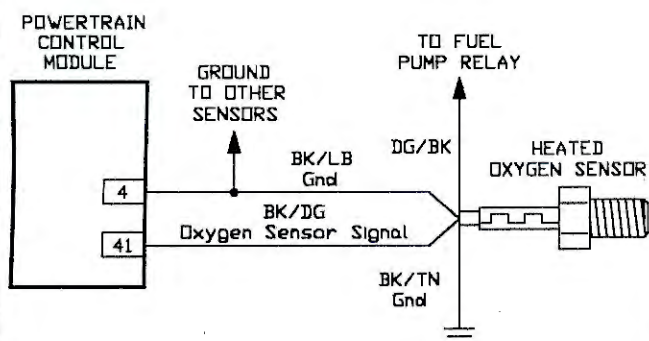 POWERTRAIN
CONTROL
MODULE
GROUND
TO OTHER
SENSORS
TO FUEL
PUMP RELAY
HEATED
OXYGEN SENSOR
DG/BK
BK/LB
Gnd
4
BK/DG
Oxygen Sensor Signal
41
BK/TN
Gnd